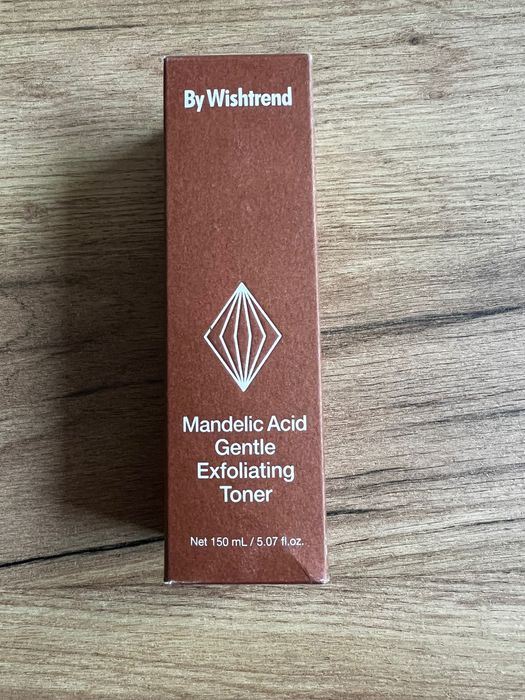 By Wishtrend
Mandelic Acid
Gentle
Exfoliating
Toner
Net 150 mL / 5.07 fl.oz.